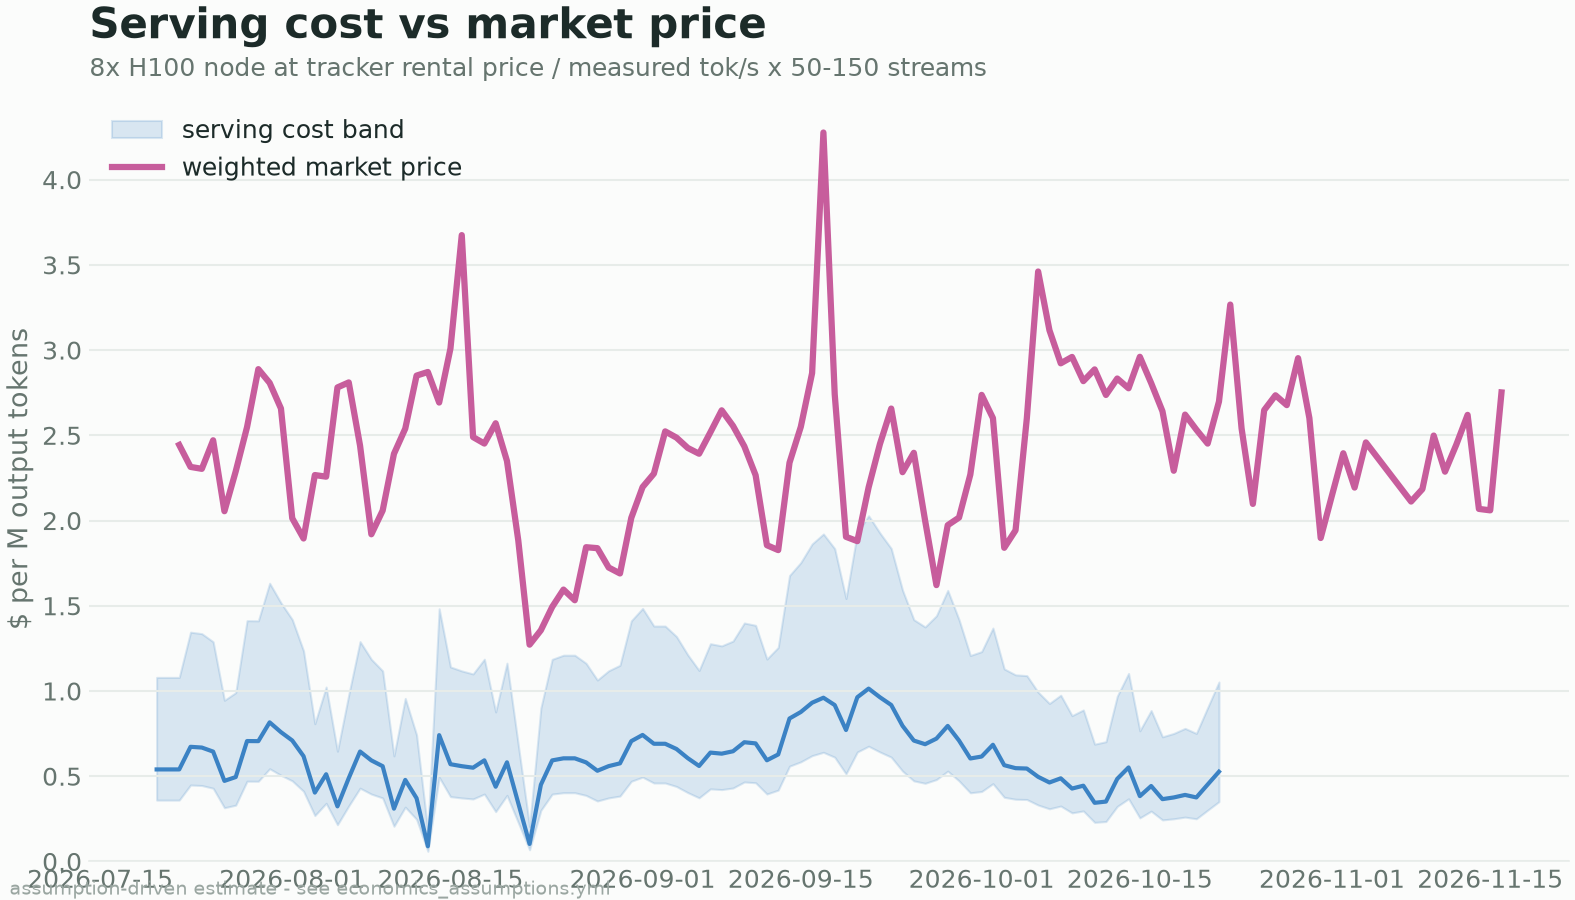 Serving cost vs market price
8x H100 node at tracker rental price / measured tok/s x 50-150 streams
serving cost band
weighted market price
$ per M output tokens
4.0
3.5
3.0
2.5
2.0
1.5
1.0
0.5
0.0
2026-07-15 2026-08-01 2026-08-15 2026-09-01 2026-09-15 2026-10-01 2026-10-15 2026-11-01 2026-11-15
assumption-driven estimate - see economics_assumptions.yml